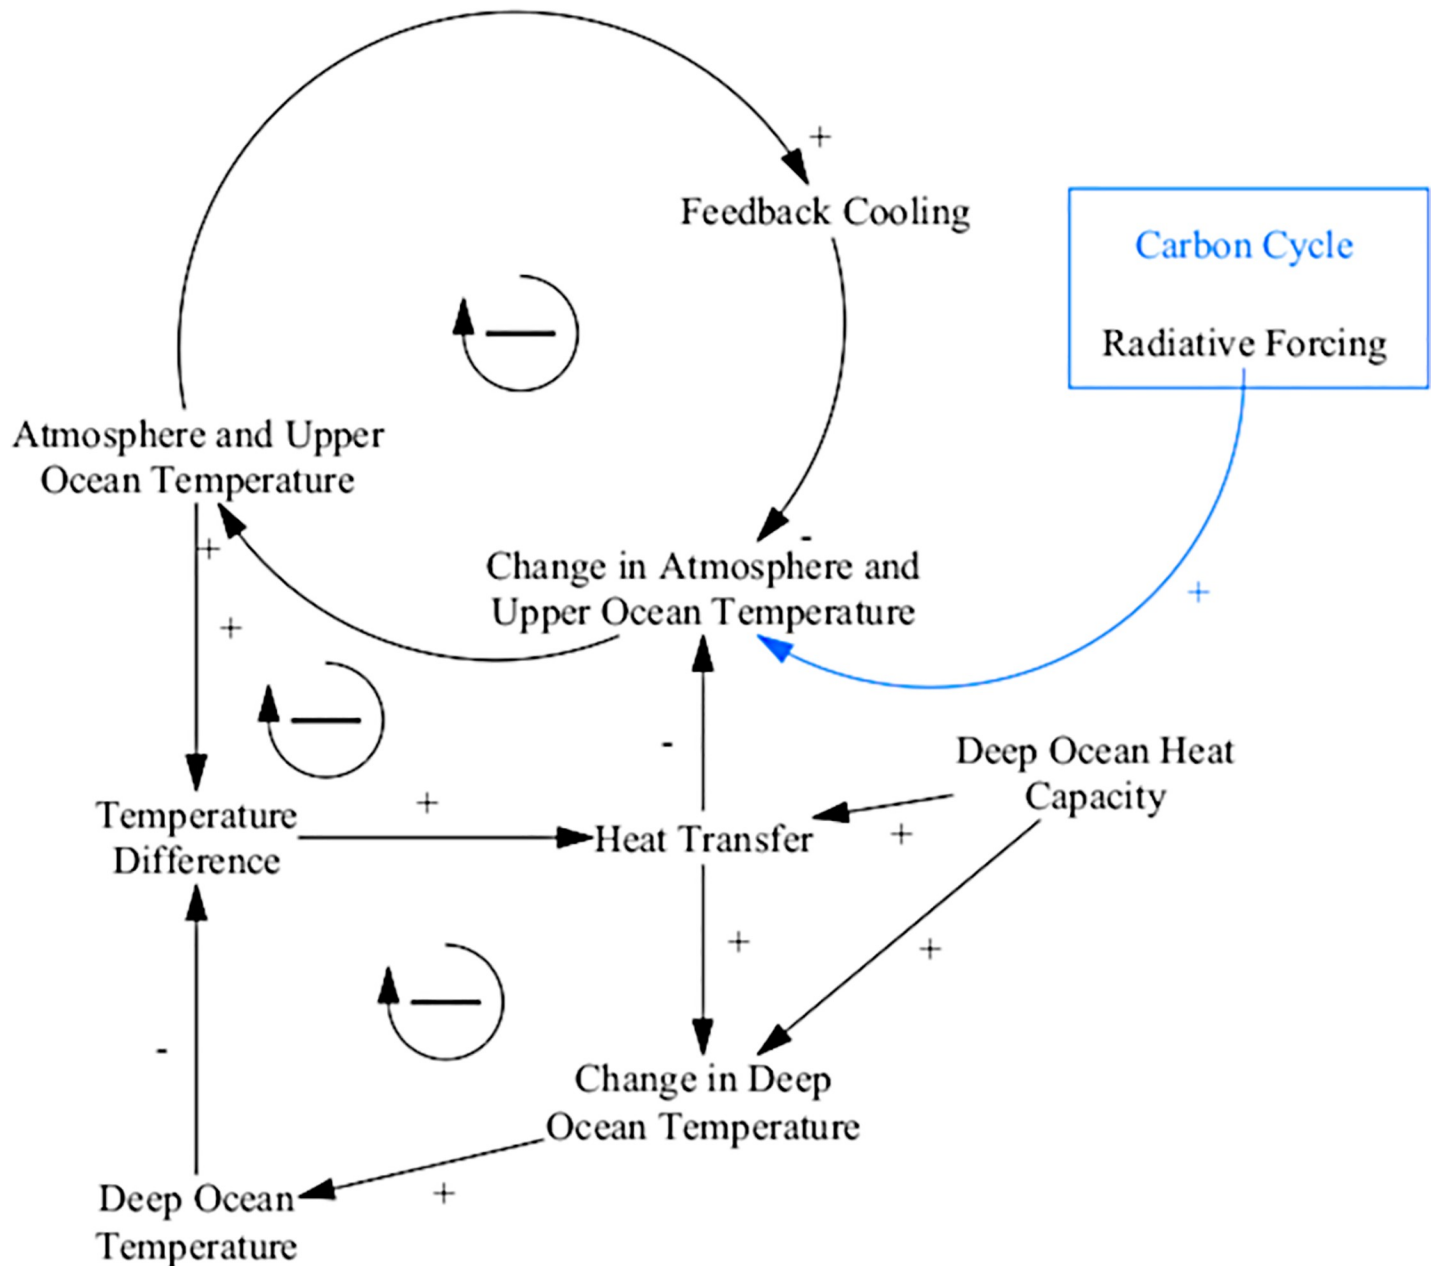 +
Feedback Cooling
Carbon Cycle
Radiative Forcing
Atmosphere and Upper
Ocean Temperature
+
-
Change in Atmosphere and
Upper Ocean Temperature
+
+
-
Deep Ocean Heat
Capacity
Temperature
Difference
+
Heat Transfer
+
+
+
-
Change in Deep
Ocean Temperature
+
Deep Ocean
Temperature